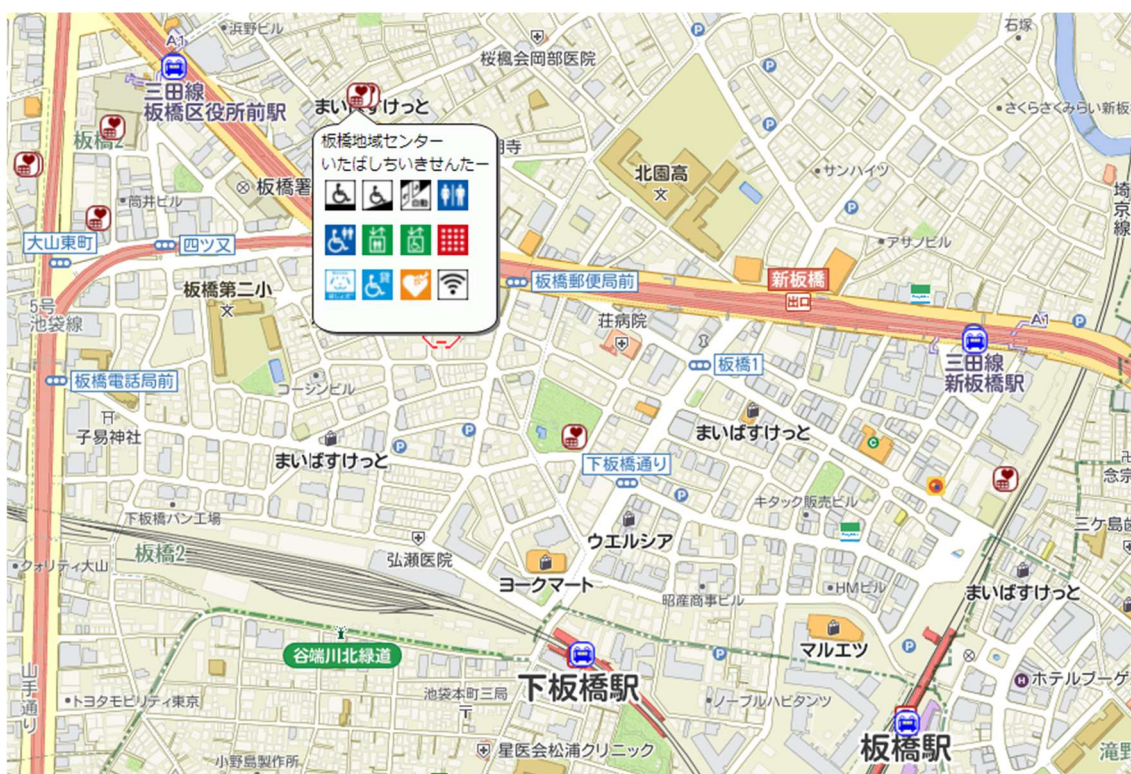 浜野ビル
A1
三田線
板橋区役所前駅
桜楓会岡部医院
P
石塚
P
さくらさくみらい新板
まいばすけっと
板橋2
板橋地域センター
いたばしちいきせんたー
自動
貸
板橋署
筒井ビル
北園高
サンハイツ
埼京線
アサノビル
大山東町
四ツ又
板橋第二小
5号
池袋線
板橋郵便局前
新板橋
出口
A1
P
荘病院
三田線
新板橋駅
板橋1
板橋電話局前
コーシンビル
子易神社
P
P
まいばすけっと
まいばすけっと
下板橋通り
P
キタック販売ビル
念宗
三ケ島歯
下板橋パン工場
板橋2
クォリティ大山
弘瀬医院
ウエルシア
ヨークマート
昭産商事ビル
HMビル
まいばすけっと
マルエツ
P
P
谷端川北緑道
下板橋駅
山手通り
トヨタモビリティ東京
池袋本町三局
ノーブルハピタンツ
H
ホテルブーゲ
板橋駅
滝野
星医会松浦クリニック
小野島製作所